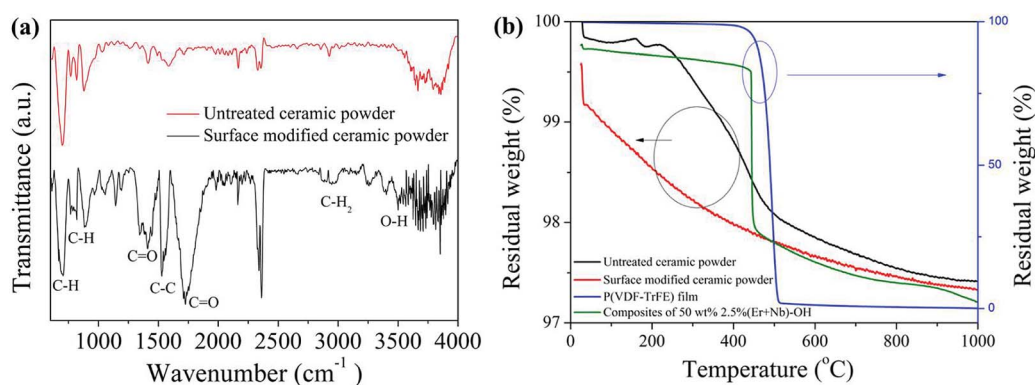 (a)
Transmittance (a.u.)
Untreated ceramic powder
Surface modified ceramic powder
C-H
C-H
C=O
C-C
C=O
C-H₂
O-H
1000 1500 2000 2500 3000 3500 4000
Wavenumber (cm⁻¹)
(b)
Residual weight (%)
100
99
98
97
Untreated ceramic powder
Surface modified ceramic powder
P(VDF-TrFE) film
Composites of 50 wt% 2.5%(Er+Nb)-OH
0 200 400 600 800 1000
Temperature (°C)
100
50
0
Residual weight (%)